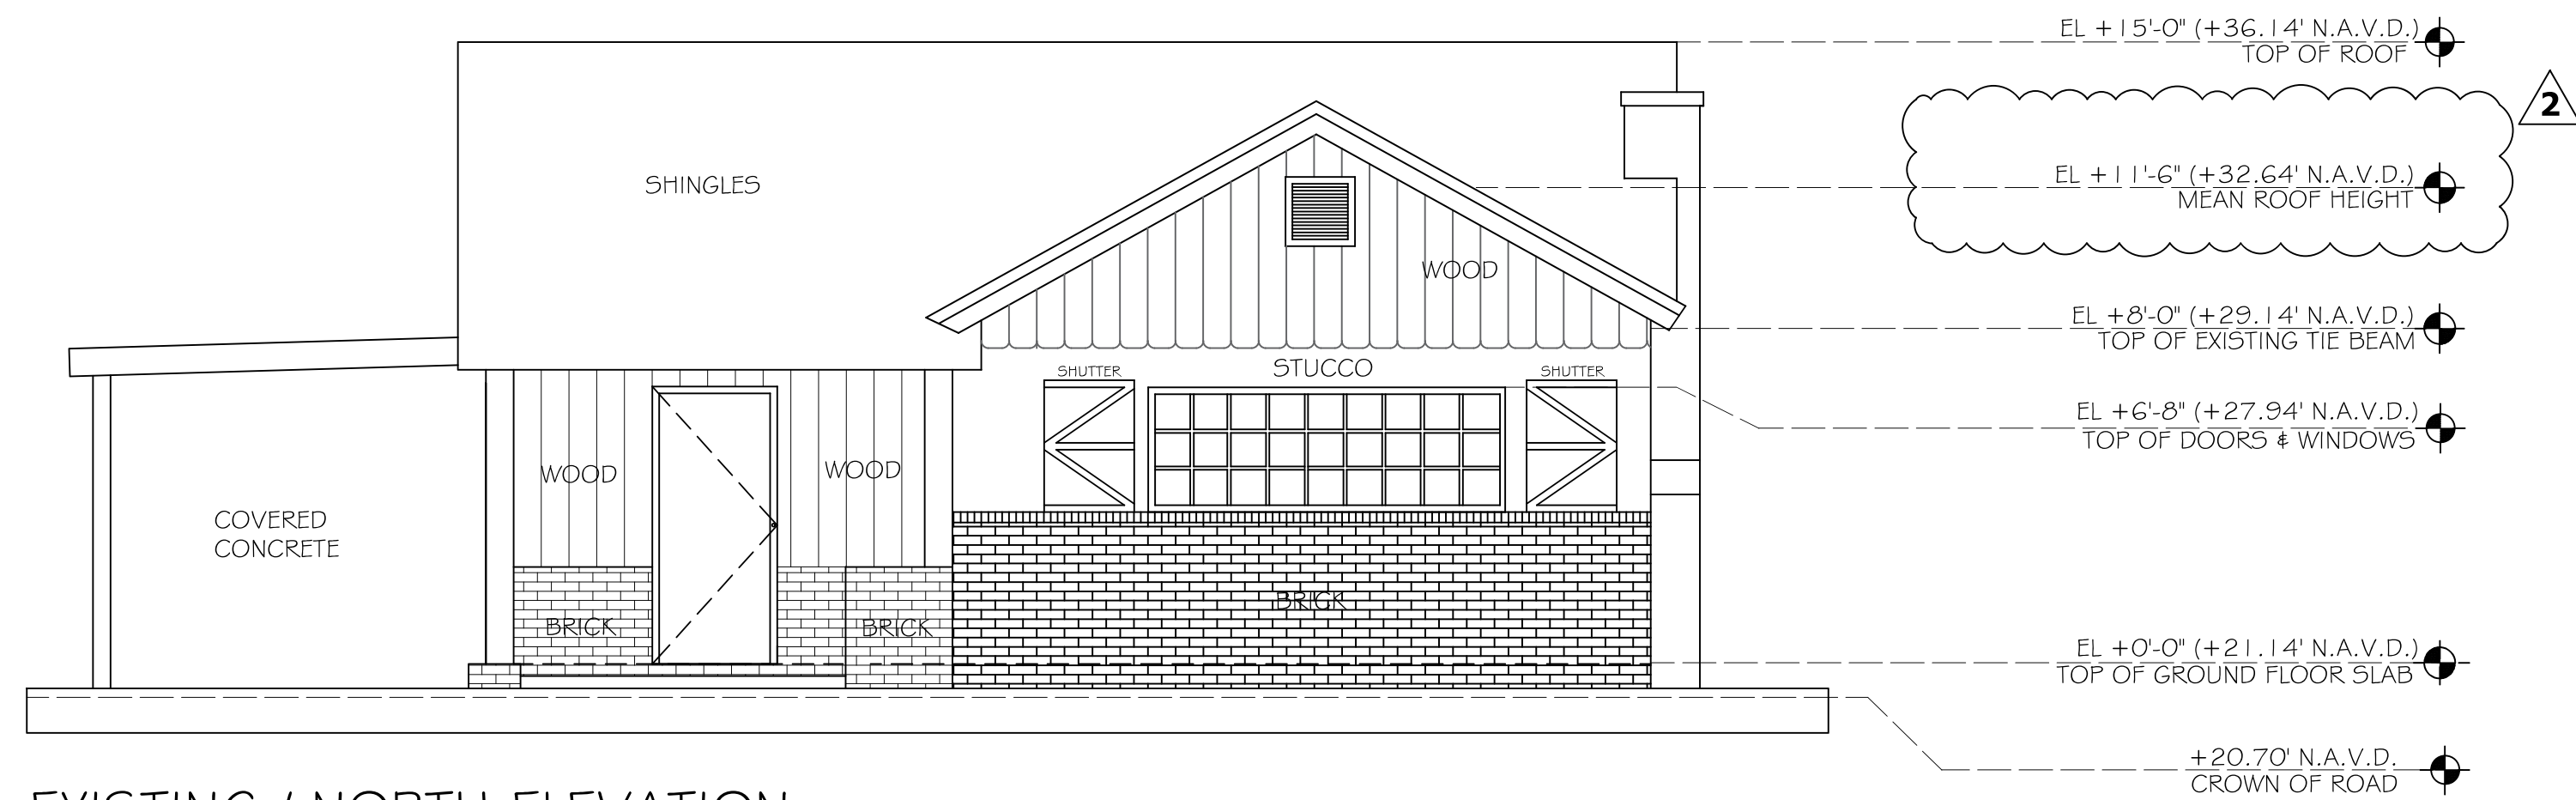 EL +15'-0" (+36.14' N.A.V.D.)
TOP OF ROOF
2
SHINGLES
EL +11'-6" (+32.64' N.A.V.D.)
MEAN ROOF HEIGHT
WOOD
EL +8'-0" (+29.14' N.A.V.D.)
TOP OF EXISTING TIE BEAM
STUCCO
SHUTTER
SHUTTER
EL +6'-8" (+27.94' N.A.V.D.)
TOP OF DOORS & WINDOWS
WOOD
WOOD
COVERED
CONCRETE
BRICK
BRICK
BRICK
EL +0'-0" (+21.14' N.A.V.D.)
TOP OF GROUND FLOOR SLAB
+20.70' N.A.V.D.
CROWN OF ROAD
EXISTING / NORTH ELEVATION